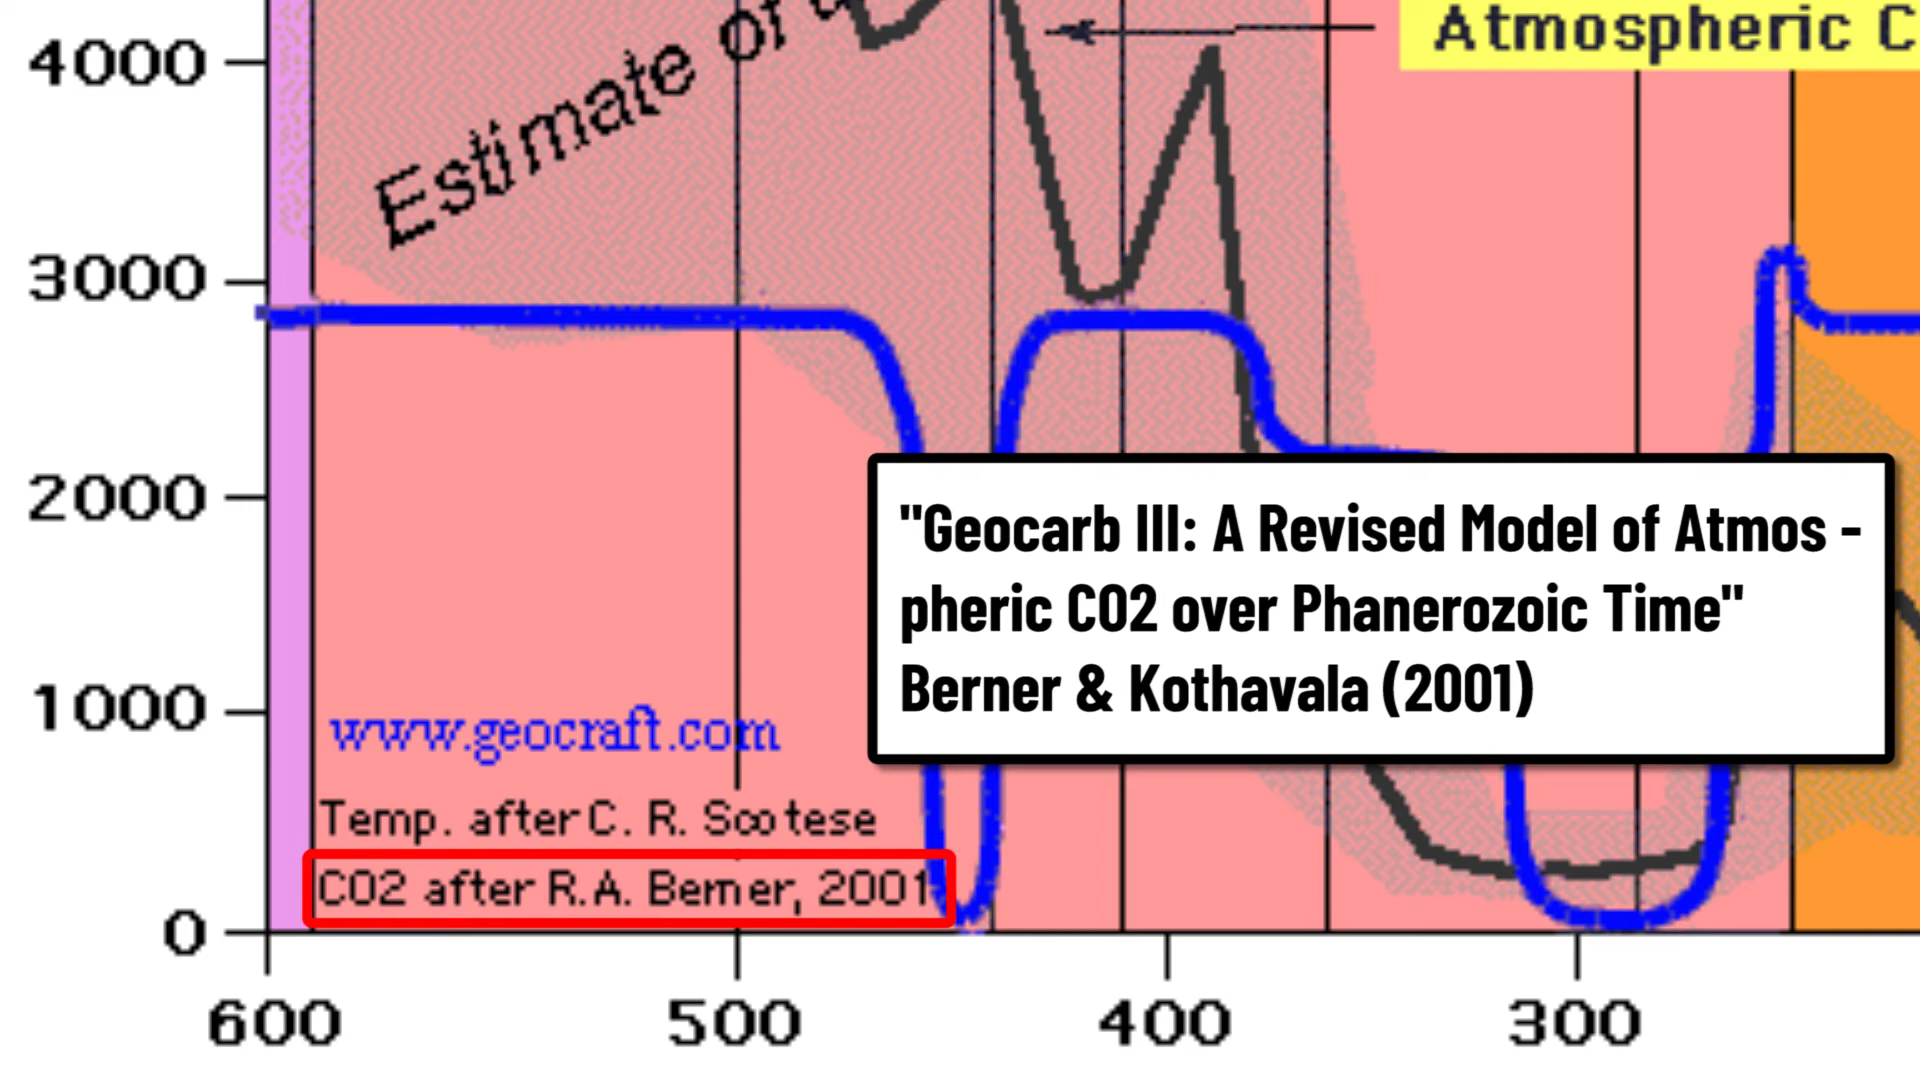 4000
3000
2000
1000
0
Estimate of
Atmospheric C
"Geocarb III: A Revised Model of Atmos -
pheric CO2 over Phanerozoic Time"
Berner & Kothavala (2001)
www.geocraft.com
Temp. after C. R. Scotese
CO2 after R.A. Berner, 2001
600 500 400 300